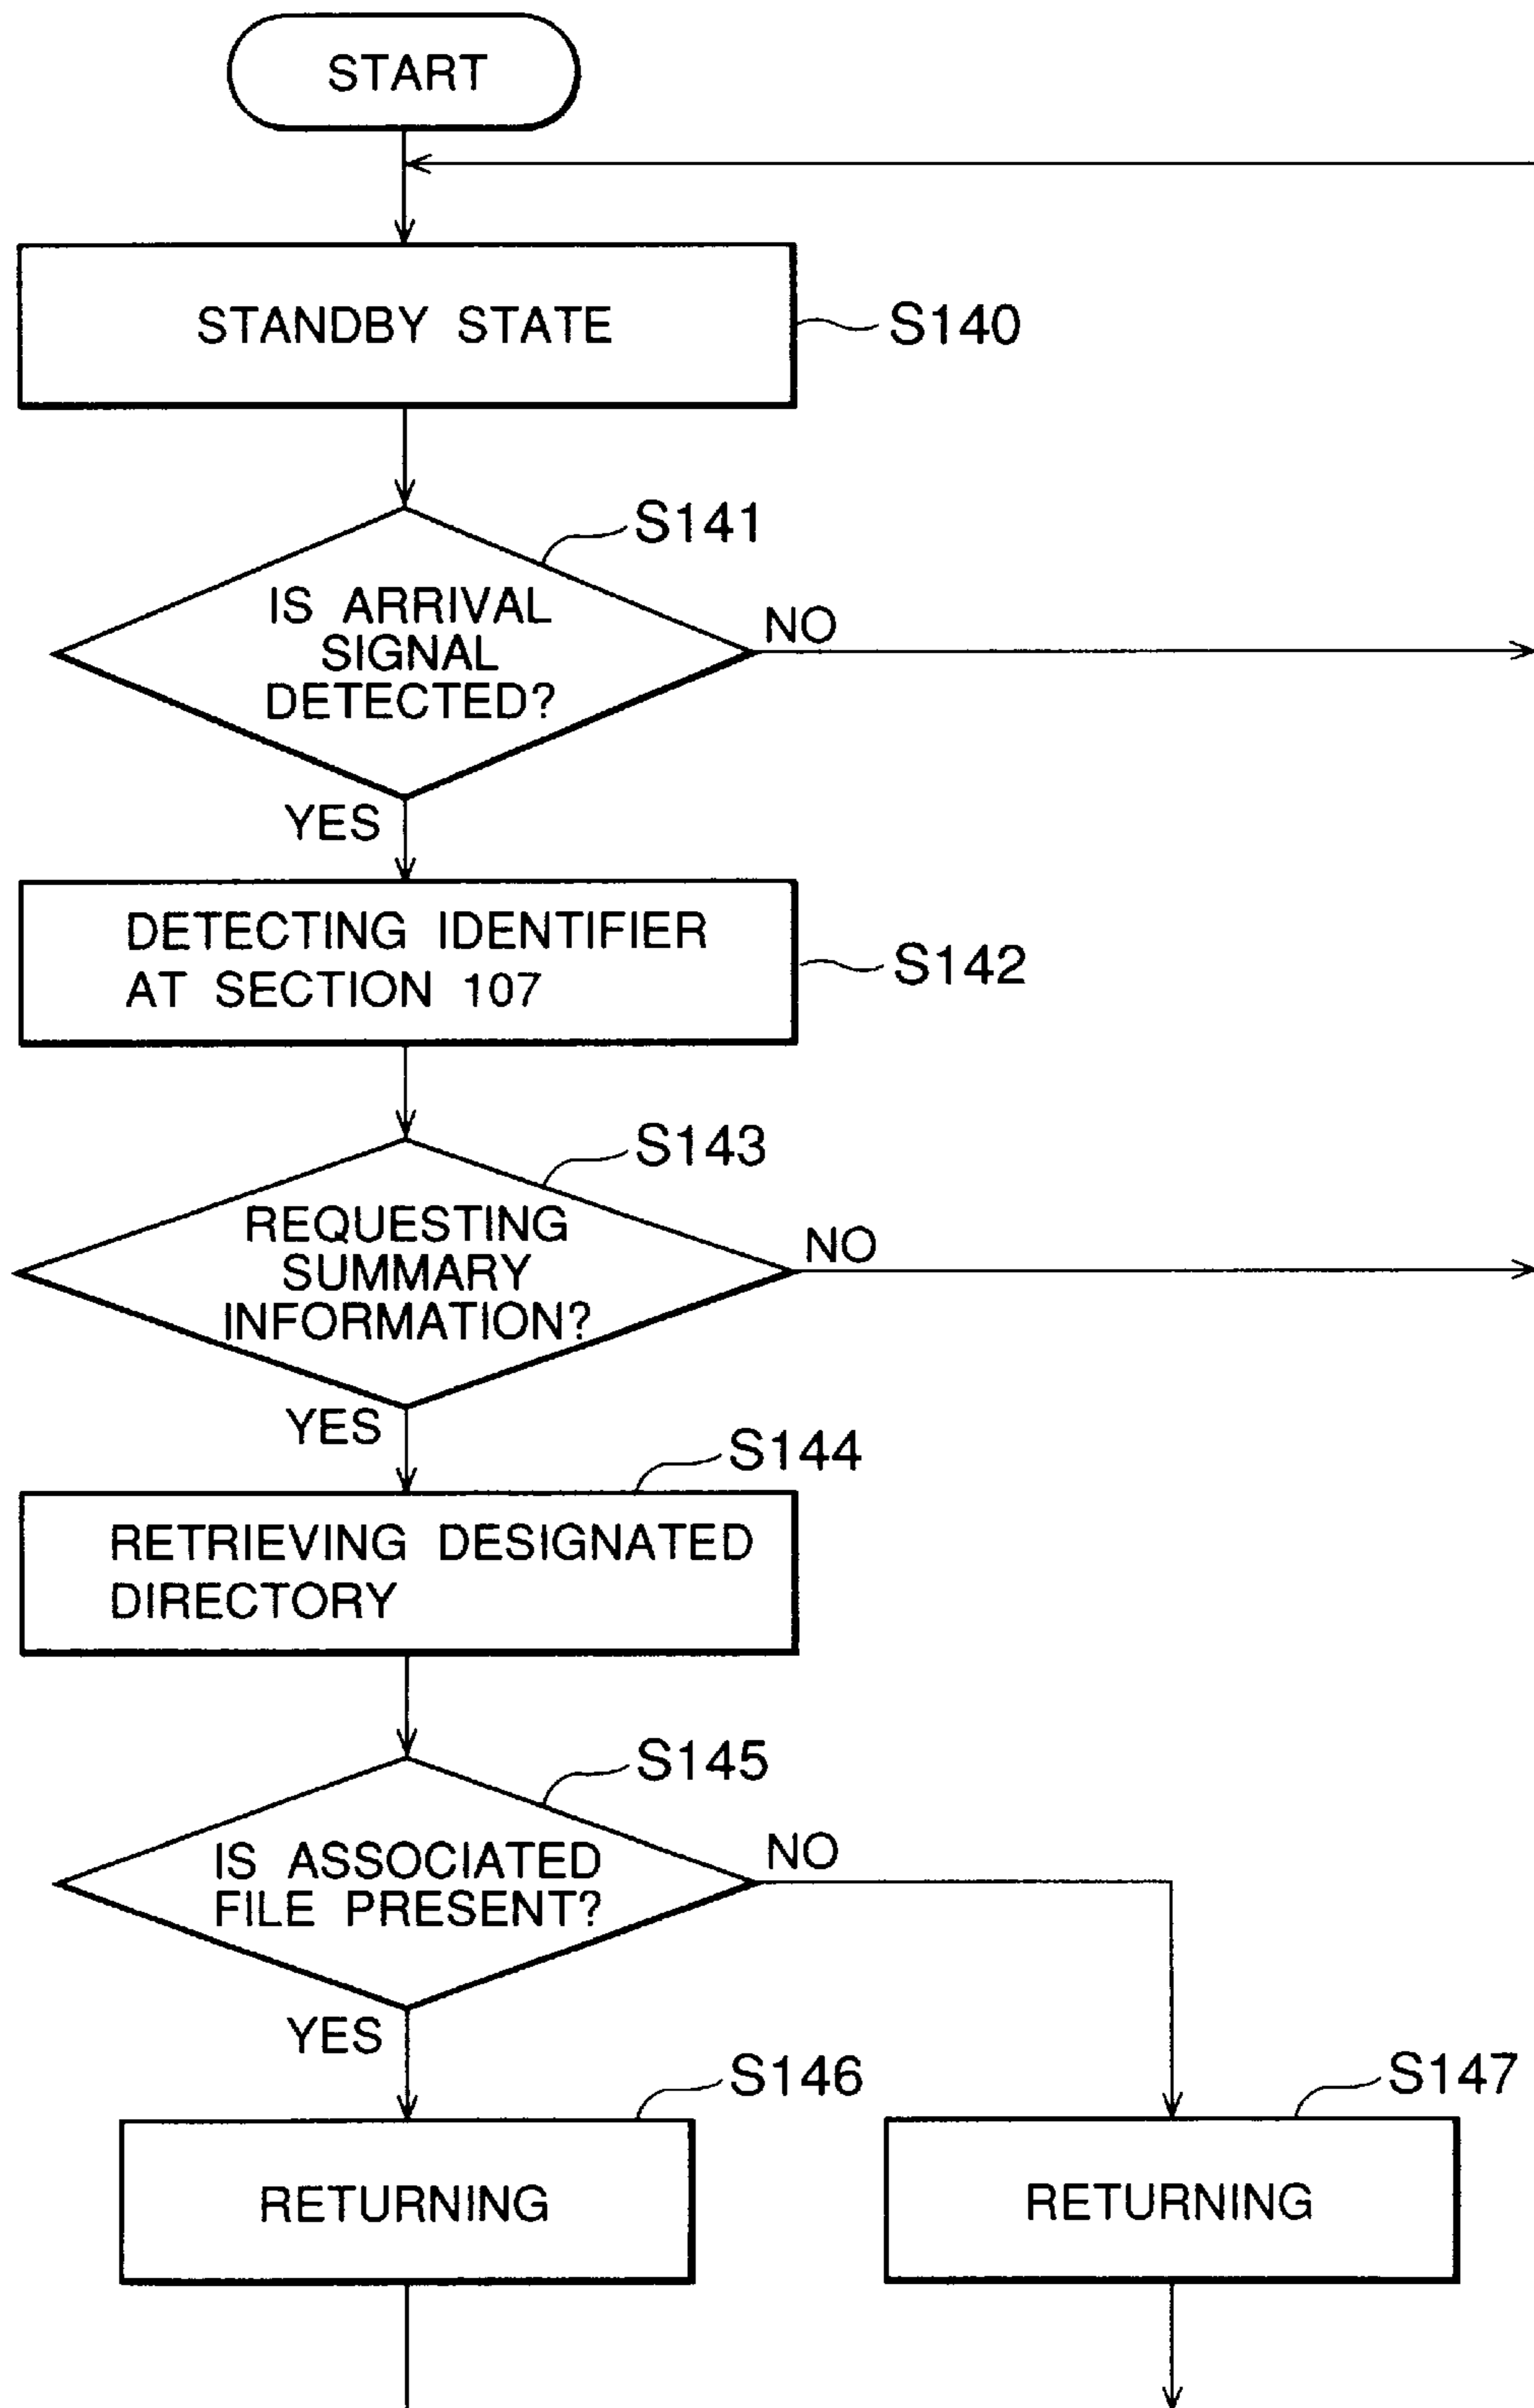 START
STANDBY STATE
S140
S141
IS ARRIVAL
SIGNAL
DETECTED?
NO
YES
DETECTING IDENTIFIER
AT SECTION 107
S142
S143
REQUESTING
SUMMARY
INFORMATION?
NO
YES
S144
RETRIEVING DESIGNATED
DIRECTORY
S145
IS ASSOCIATED
FILE PRESENT?
NO
YES
S146
RETURNING
S147
RETURNING